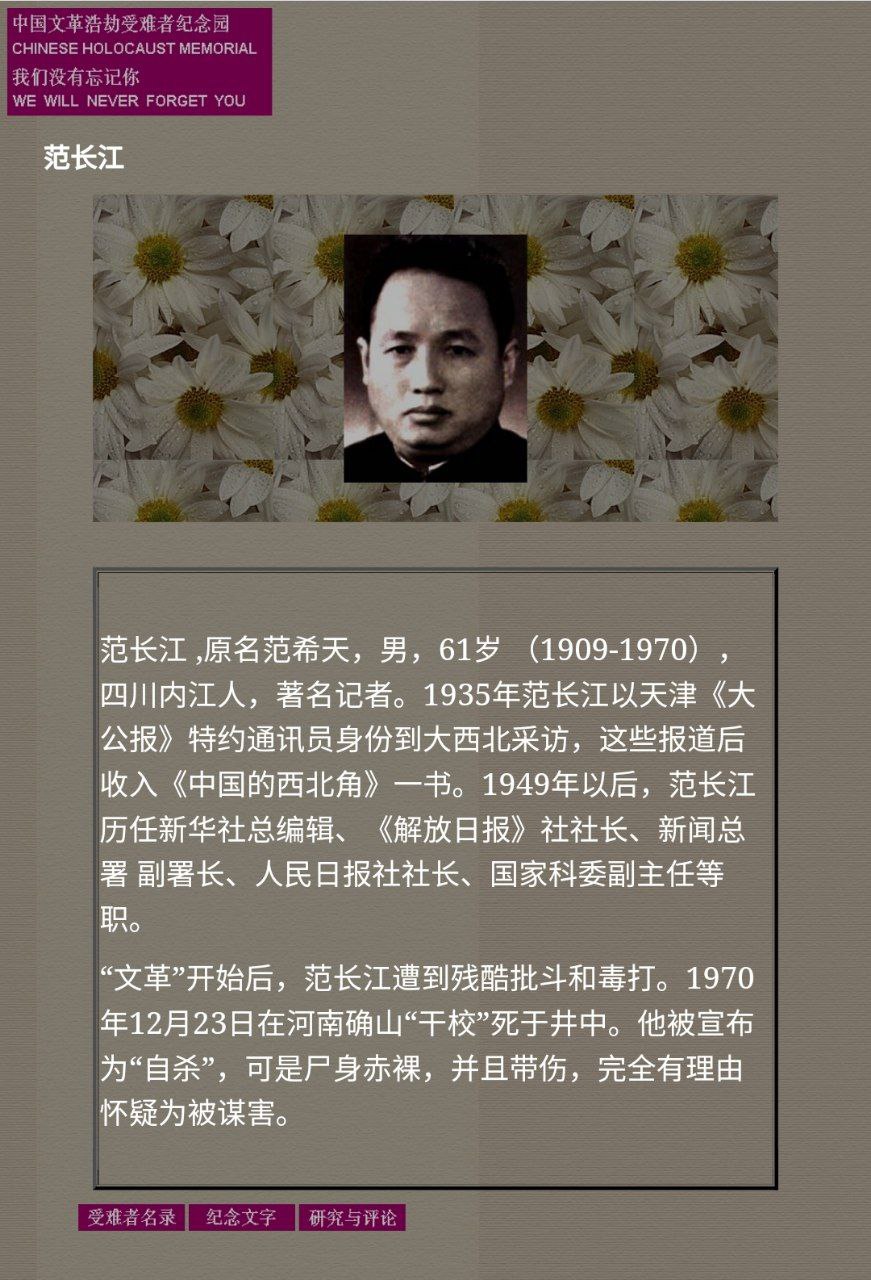 中国文革浩劫受难者纪念园
CHINESE HOLOCAUST MEMORIAL
我们没有忘记你
WE WILL NEVER FORGET YOU
范长江
范长江 ,原名范希天，男，61岁 （1909-1970），
四川内江人，著名记者。1935年范长江以天津《大
公报》特约通讯员身份到大西北采访，这些报道后
收入《中国的西北角》一书。1949年以后，范长江
历任新华社总编辑、《解放日报》社社长、新闻总
署 副署长、人民日报社社长、国家科委副主任等
职。
“文革”开始后，范长江遭到残酷批斗和毒打。1970
年12月23日在河南确山“干校”死于井中。他被宣布
为“自杀”，可是尸身赤裸，并且带伤，完全有理由
怀疑为被谋害。
受难者名录 纪念文字 研究与评论